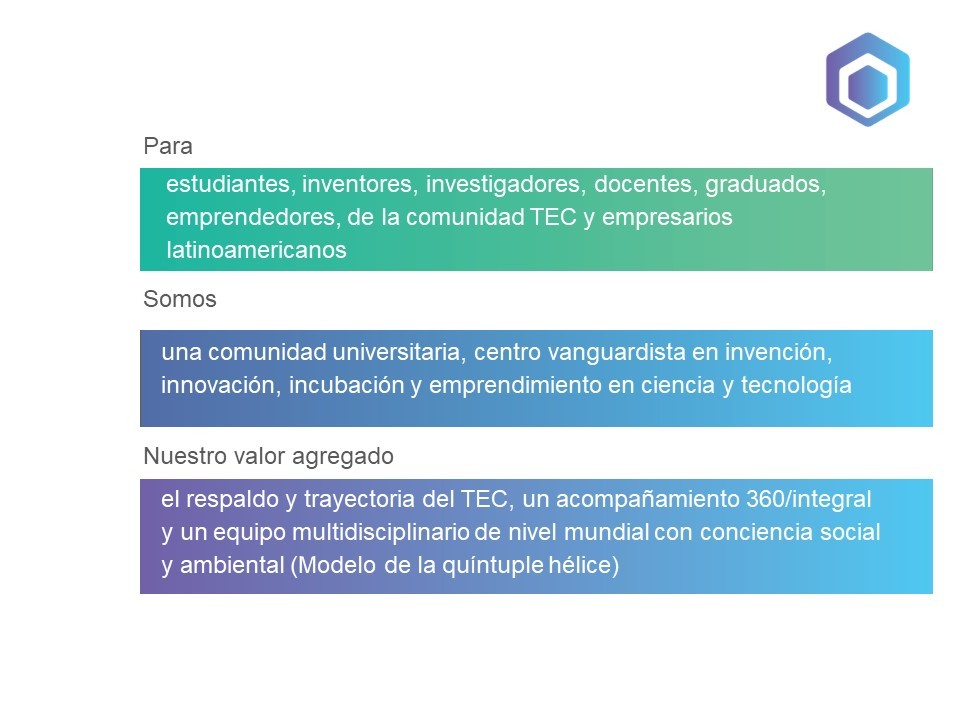 Para
estudiantes, inventores, investigadores, docentes, graduados,
emprendedores, de la comunidad TEC y empresarios
latinoamericanos
Somos
una comunidad universitaria, centro vanguardista en invención,
innovación, incubación y emprendimiento en ciencia y tecnología
Nuestro valor agregado
el respaldo y trayectoria del TEC, un acompañamiento 360/integral
y un equipo multidisciplinario de nivel mundial con conciencia social
y ambiental (Modelo de la quíntuple hélice)